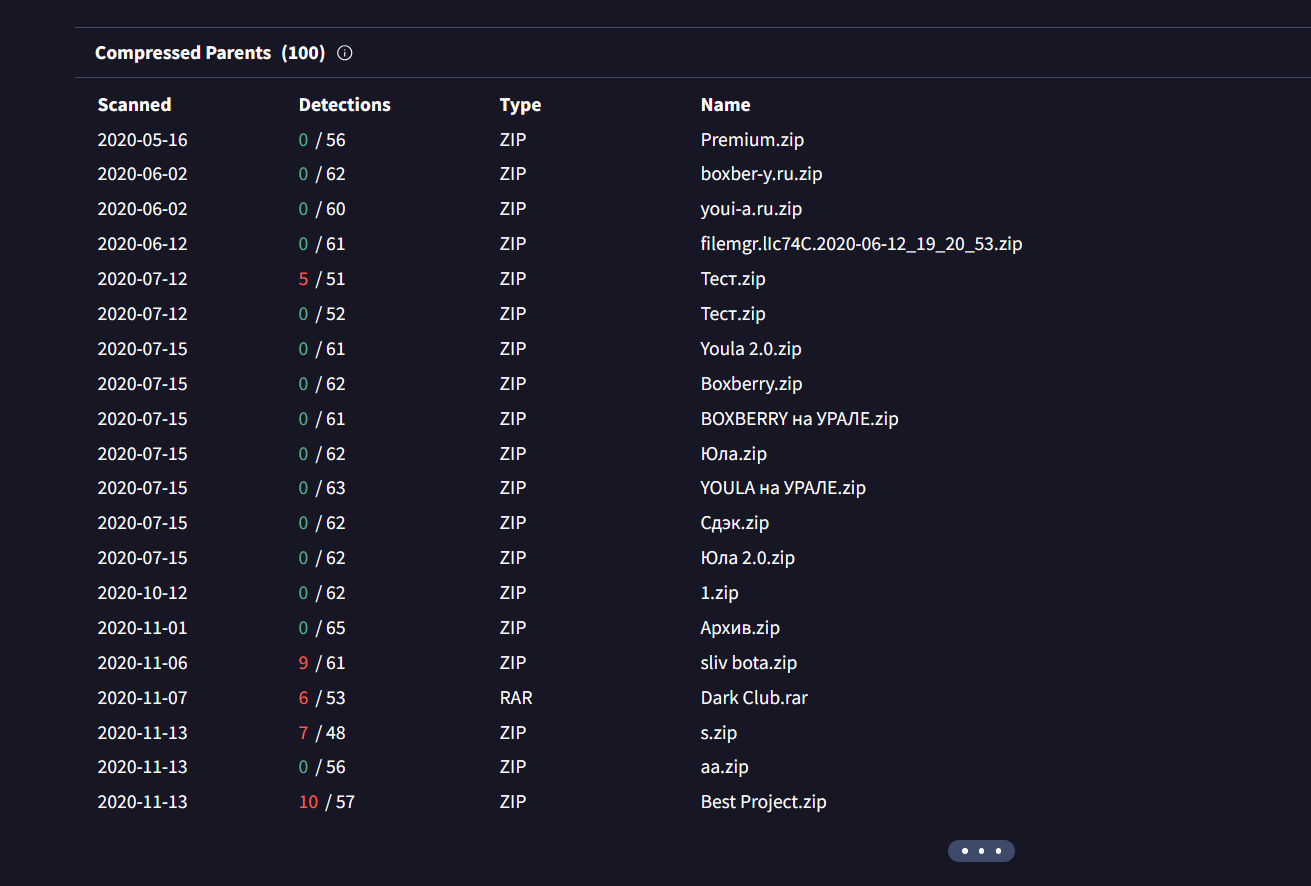 Compressed Parents (100)
Scanned Detections Type Name
2020-05-16 0 / 56 ZIP Premium.zip
2020-06-02 0 / 62 ZIP boxber-y.ru.zip
2020-06-02 0 / 60 ZIP youi-a.ru.zip
2020-06-12 0 / 61 ZIP filemgr.lIc74C.2020-06-12_19_20_53.zip
2020-07-12 5 / 51 ZIP Тест.zip
2020-07-12 0 / 52 ZIP Тест.zip
2020-07-15 0 / 61 ZIP Youla 2.0.zip
2020-07-15 0 / 62 ZIP Boxberry.zip
2020-07-15 0 / 61 ZIP BOXBERRY на УРАЛЕ.zip
2020-07-15 0 / 62 ZIP Юла.zip
2020-07-15 0 / 63 ZIP YOULA на УРАЛЕ.zip
2020-07-15 0 / 62 ZIP Сдэк.zip
2020-07-15 0 / 62 ZIP Юла 2.0.zip
2020-10-12 0 / 62 ZIP 1.zip
2020-11-01 0 / 65 ZIP Архив.zip
2020-11-06 9 / 61 ZIP sliv bota.zip
2020-11-07 6 / 53 RAR Dark Club.rar
2020-11-13 7 / 48 ZIP s.zip
2020-11-13 0 / 56 ZIP aa.zip
2020-11-13 10 / 57 ZIP Best Project.zip